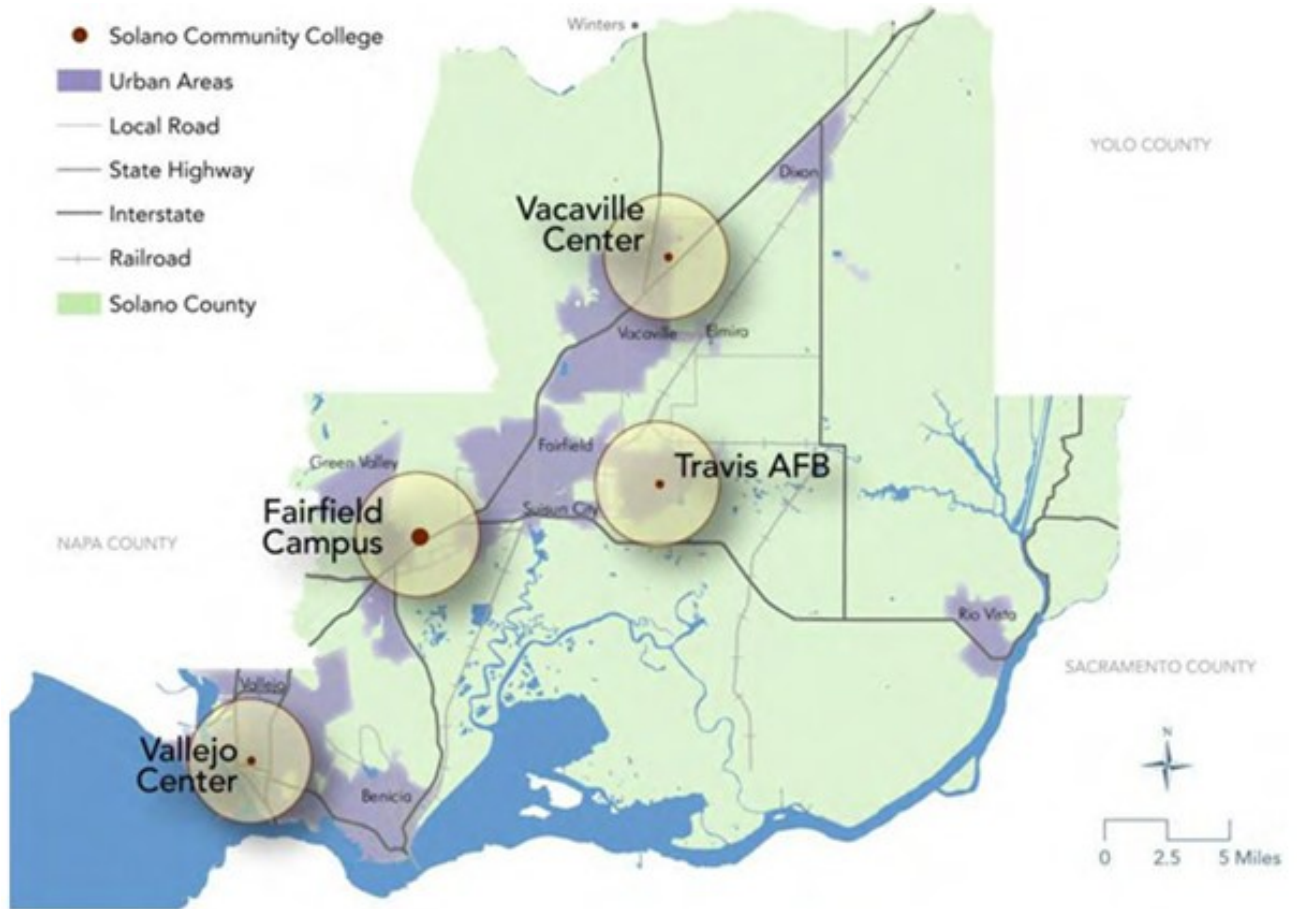 Solano Community College
Urban Areas
Local Road
State Highway
Interstate
Railroad
Solano County
Winters
YOLO COUNTY
Dixon
Vacaville
Center
Vacaville
Elmira
Fairfield
Green Valley
Travis AFB
Fairfield
Campus
Suisun City
NAPA COUNTY
Rio Vista
SACRAMENTO COUNTY
Vallejo
Vallejo
Center
Benicia
N
0 2.5 5 Miles